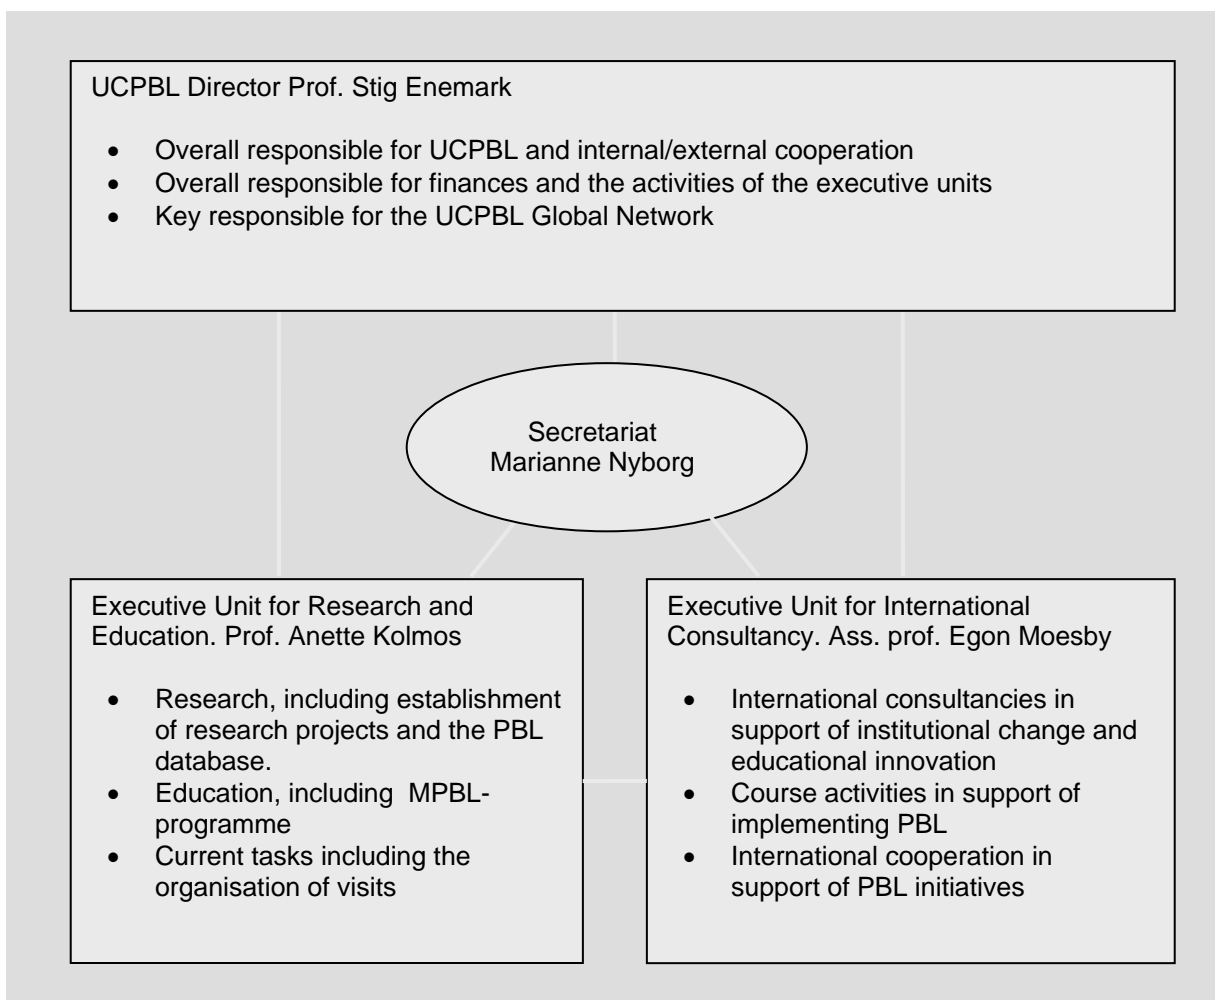 UCPBL Director Prof. Stig Enemark
• Overall responsible for UCPBL and internal/external cooperation
• Overall responsible for finances and the activities of the executive units
• Key responsible for the UCPBL Global Network
Secretariat
Marianne Nyborg
Executive Unit for Research and
Education. Prof. Anette Kolmos
• Research, including establishment
of research projects and the PBL
database.
• Education, including  MPBL-
programme
• Current tasks including the
organisation of visits
Executive Unit for International
Consultancy. Ass. prof. Egon Moesby
• International consultancies in
support of institutional change and
educational innovation
• Course activities in support of
implementing PBL
• International cooperation in
support of PBL initiatives